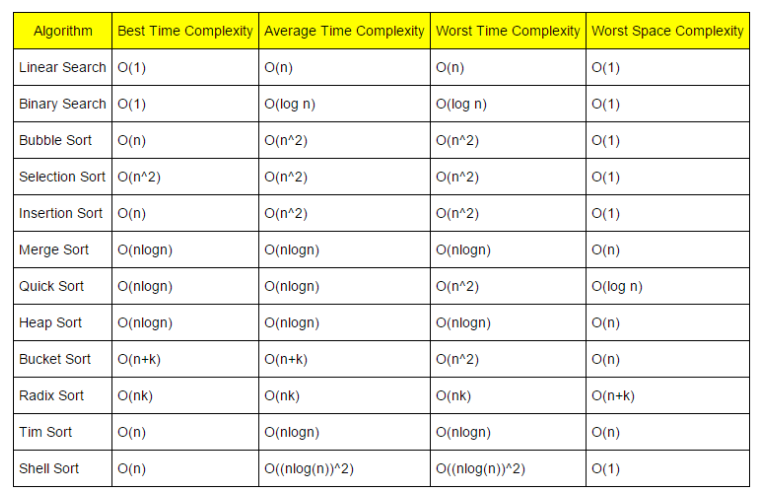 Algorithm Best Time Complexity Average Time Complexity Worst Time Complexity Worst Space Complexity
Linear Search O(1) O(n) O(n) O(1)
Binary Search O(1) O(log n) O(log n) O(1)
Bubble Sort O(n) O(n^2) O(n^2) O(1)
Selection Sort O(n^2) O(n^2) O(n^2) O(1)
Insertion Sort O(n) O(n^2) O(n^2) O(1)
Merge Sort O(nlogn) O(nlogn) O(nlogn) O(n)
Quick Sort O(nlogn) O(nlogn) O(n^2) O(log n)
Heap Sort O(nlogn) O(nlogn) O(nlogn) O(n)
Bucket Sort O(n+k) O(n+k) O(n^2) O(n)
Radix Sort O(nk) O(nk) O(nk) O(n+k)
Tim Sort O(n) O(nlogn) O(nlogn) O(n)
Shell Sort O(n) O((nlog(n))^2) O((nlog(n))^2) O(1)